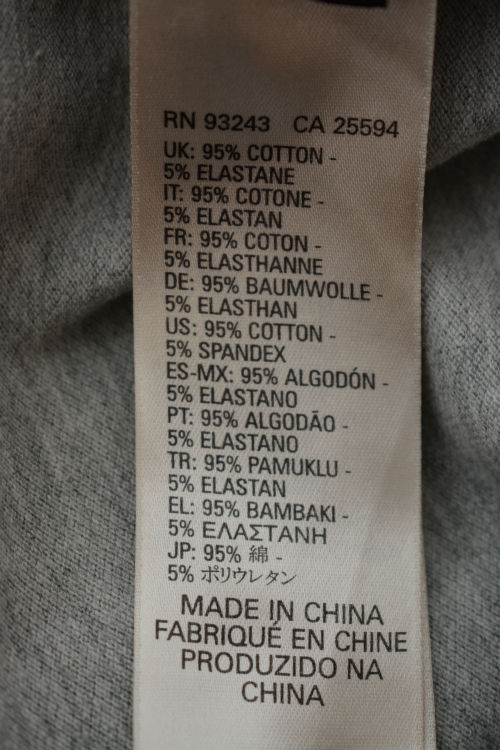 RN 93243 CA 25594
UK: 95% COTTON -
5% ELASTANE
IT: 95% COTONE -
5% ELASTAN
FR: 95% COTON -
5% ELASTHANNE
DE: 95% BAUMWOLLE -
5% ELASTHAN
US: 95% COTTON -
5% SPANDEX
ES-MX: 95% ALGODÓN -
5% ELASTANO
PT: 95% ALGODÃO -
5% ELASTANO
TR: 95% PAMUKLU -
5% ELASTAN
EL: 95% BAMBAKI -
5% ΕΛΑΣΤΑΝΗ
JP: 95% 綿 -
5% ポリウレタン
MADE IN CHINA
FABRIQUÉ EN CHINE
PRODUZIDO NA
CHINA